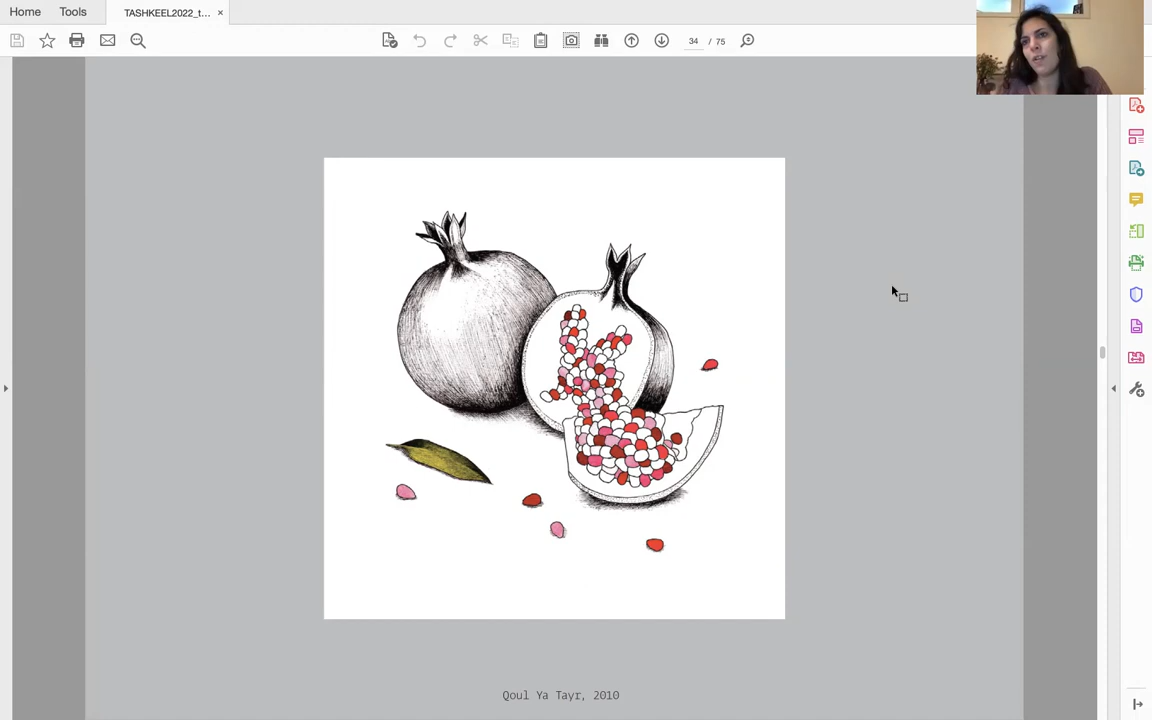 Home
Tools
TASHKEEL2022_t...
34 / 75
Qoul Ya Tayr, 2010